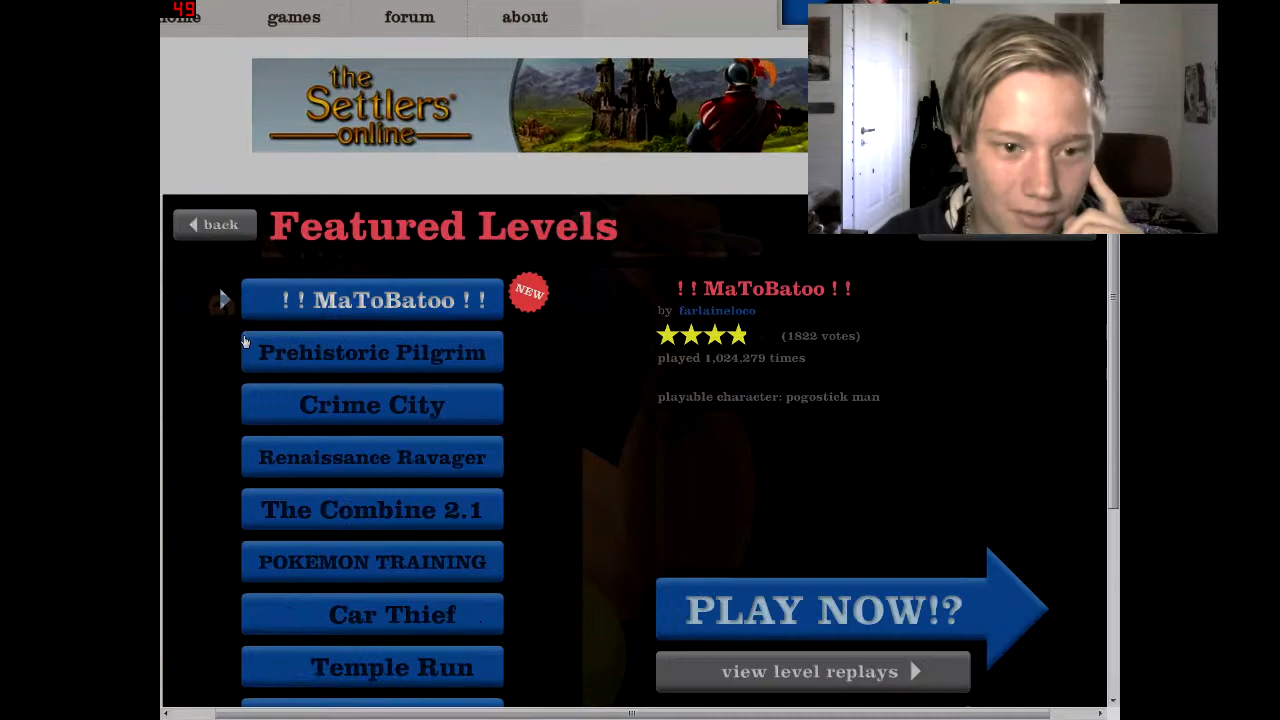 49
games
forum
about
the
Settlers
online
back
Featured Levels
! ! MaToBatoo ! !
NEW
Prehistoric Pilgrim
Crime City
Renaissance Ravager
The Combine 2.1
POKEMON TRAINING
Car Thief
Temple Run
! ! MaToBatoo ! !
by farlaineloco
(1822 votes)
played 1,024,279 times
playable character: pogostick man
PLAY NOW!?
view level replays